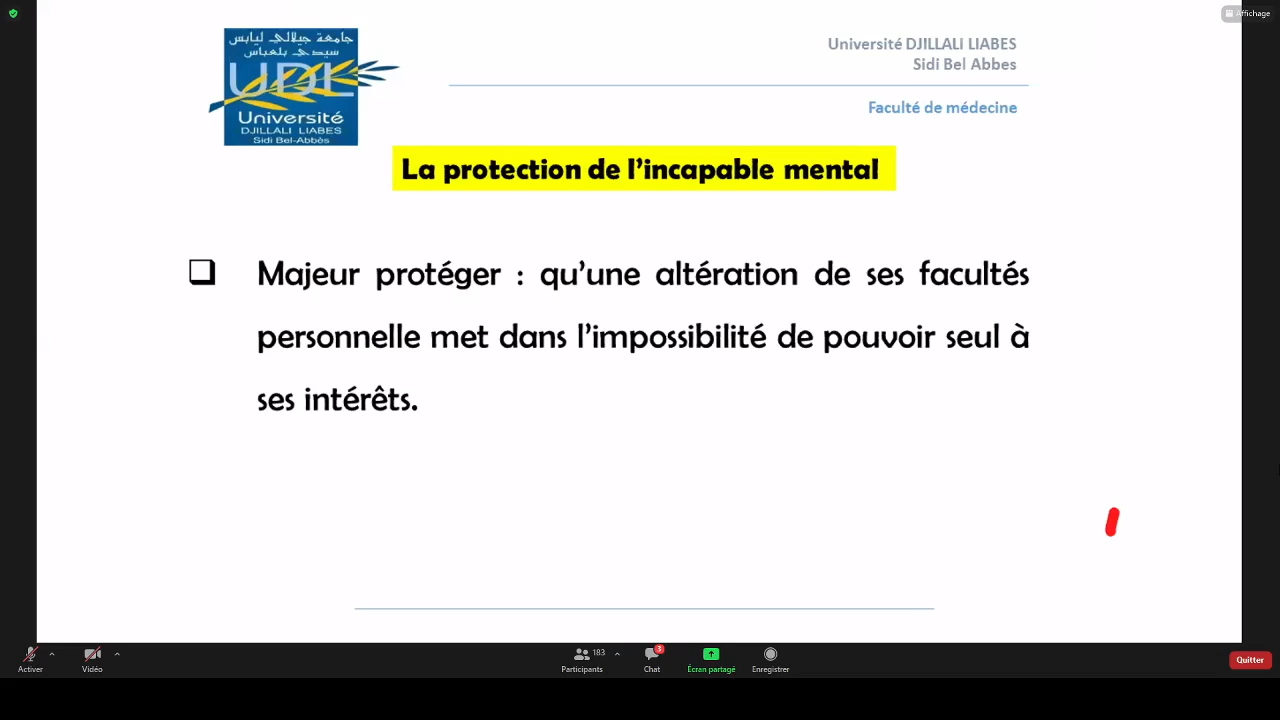 Affichage
جامعة جيلالي ليابس
سيدي بلعباس
UDL
Université
DJILLALI LIABES
Sidi Bel-Abbès
Université DJILLALI LIABES
Sidi Bel Abbes
Faculté de médecine
La protection de l’incapable mental
Majeur protéger : qu’une altération de ses facultés
personnelle met dans l’impossibilité de pouvoir seul à
ses intérêts.
Activer
Vidéo
183
Participants
3
Chat
Écran partagé
Enregistrer
Quitter